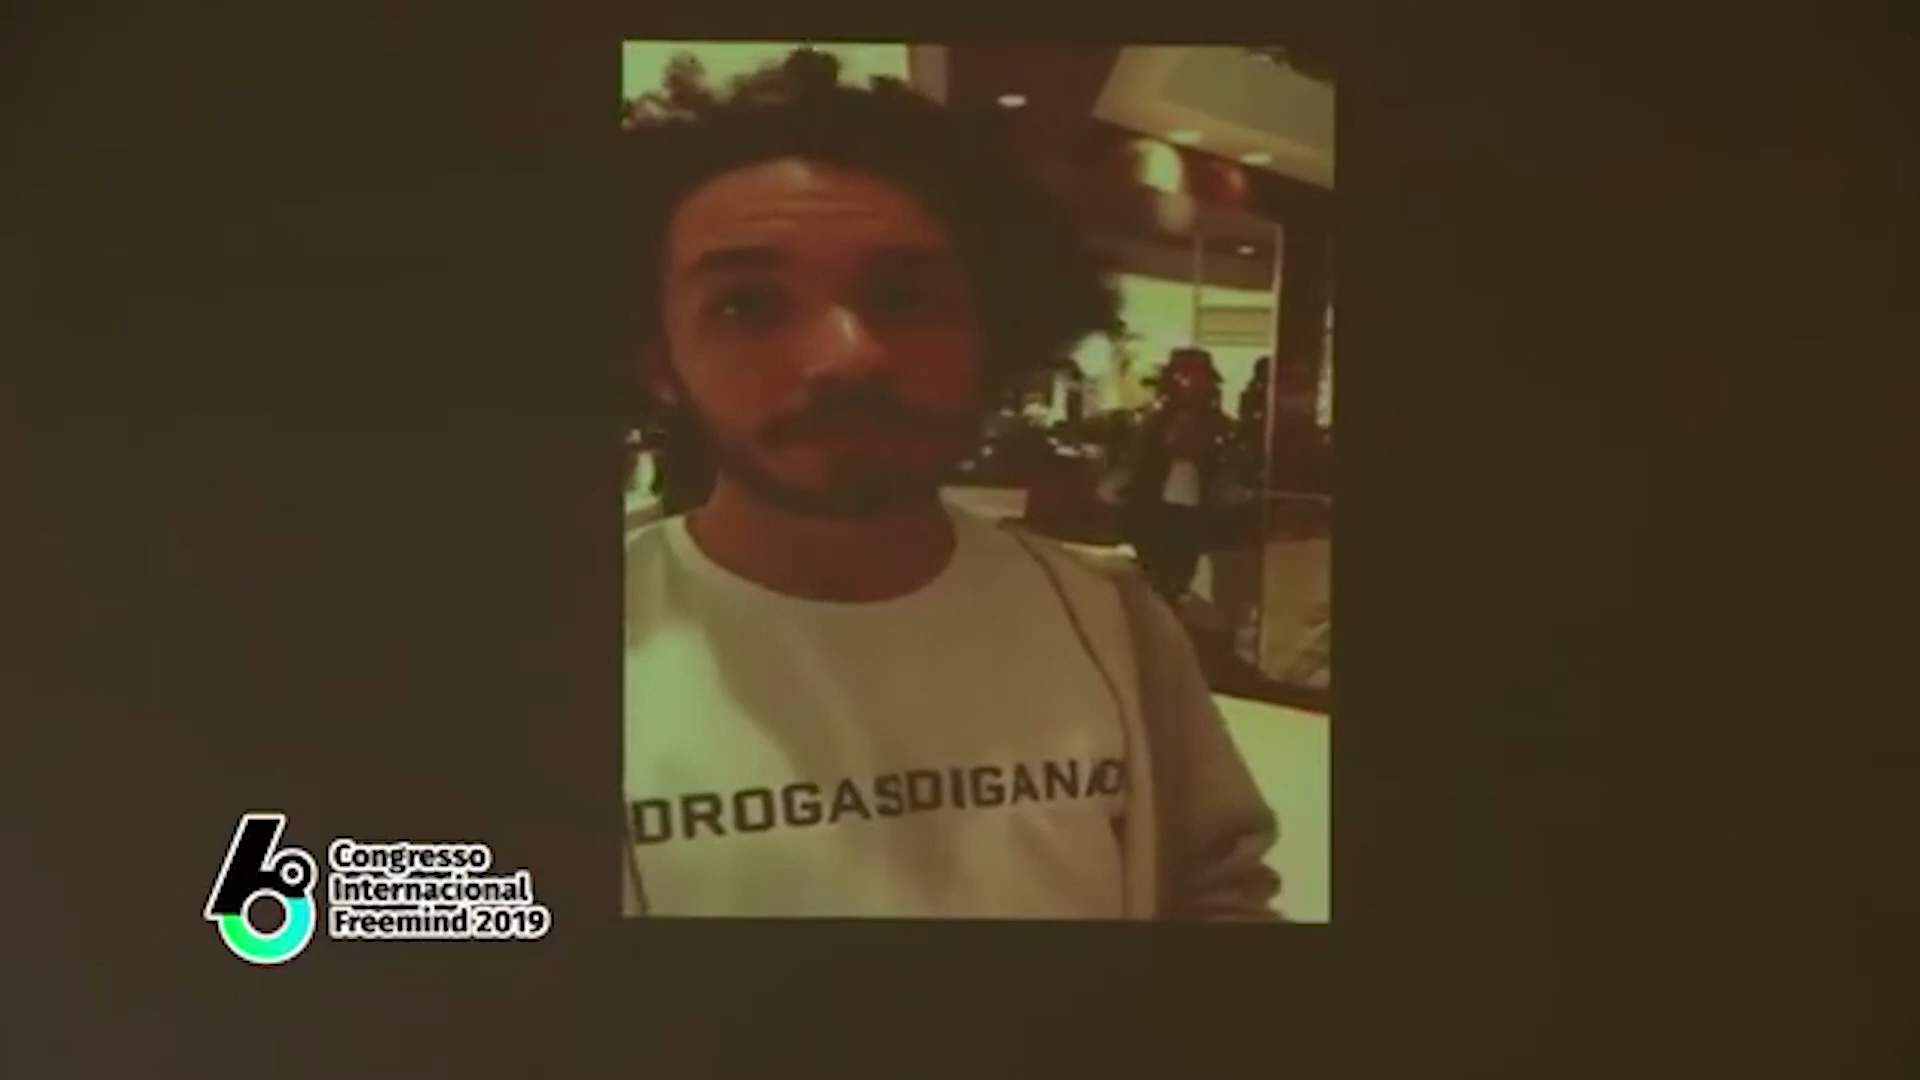 DROGASDIGANÃO
6º
Congresso
Internacional
Freemind 2019